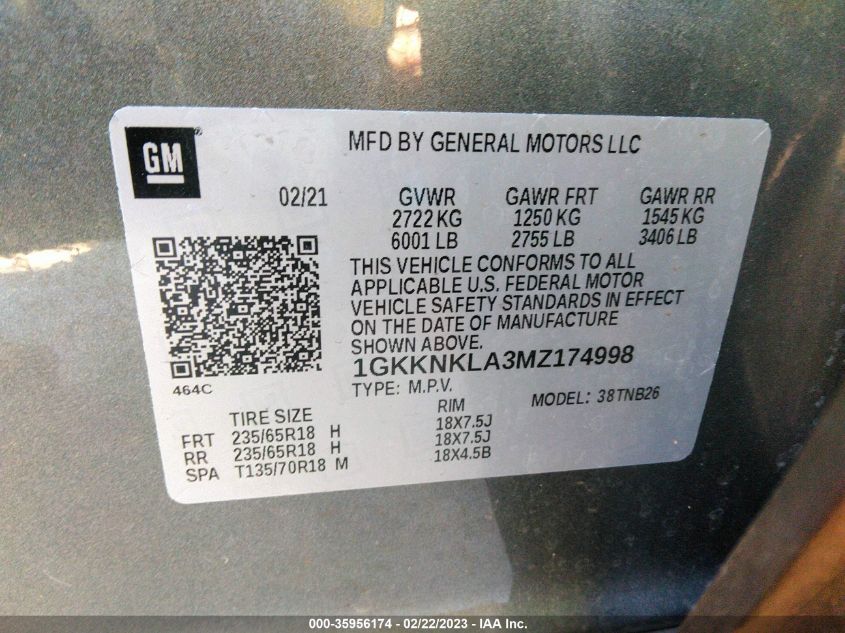 GM
MFD BY GENERAL MOTORS LLC
02/21 GVWR GAWR FRT GAWR RR
2722 KG 1250 KG 1545 KG
6001 LB 2755 LB 3406 LB
THIS VEHICLE CONFORMS TO ALL
APPLICABLE U.S. FEDERAL MOTOR
VEHICLE SAFETY STANDARDS IN EFFECT
ON THE DATE OF MANUFACTURE
SHOWN ABOVE.
1GKKNKLA3MZ174998
464C
TYPE: M.P.V. MODEL: 38TNB26
TIRE SIZE RIM
FRT 235/65R18 H 18X7.5J
RR 235/65R18 H 18X7.5J
SPA T135/70R18 M 18X4.5B
000-35956174 - 02/22/2023 - IAA Inc.